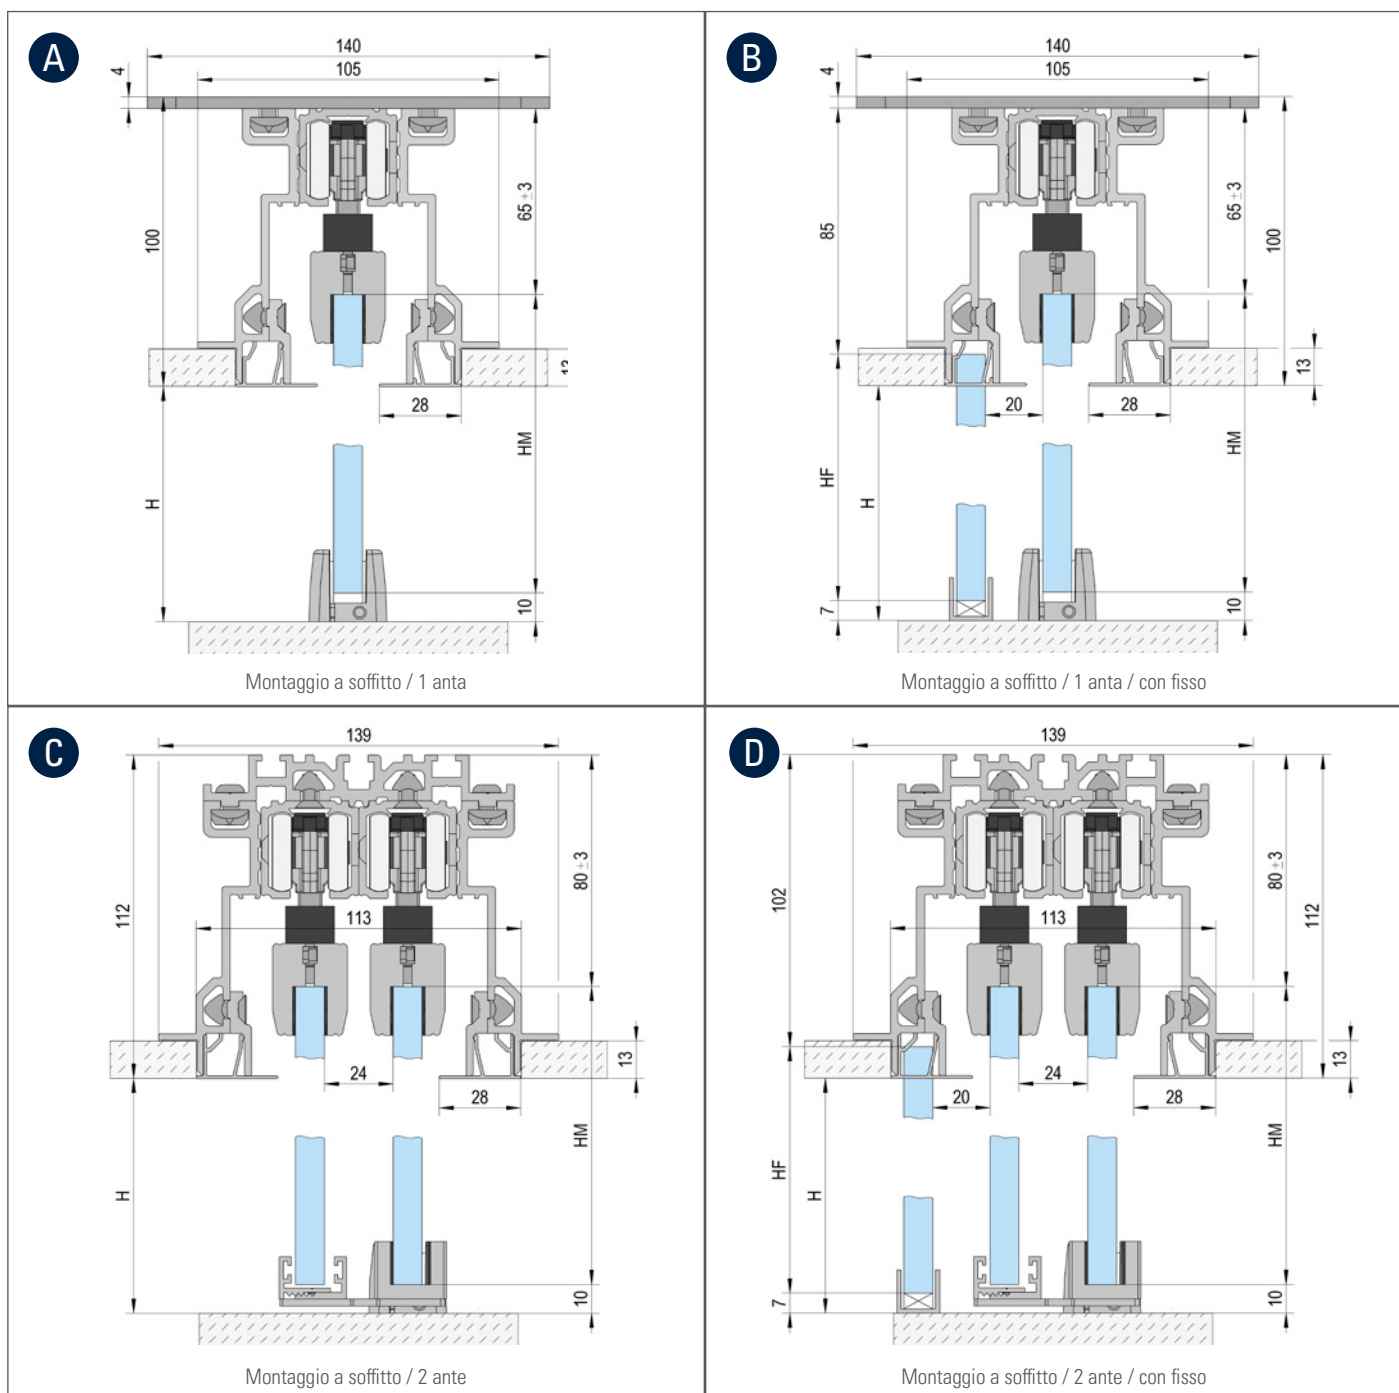 A
140
105
4
65 ± 3
100
13
28
HM
H
10
Montaggio a soffitto / 1 anta
B
140
105
4
65 ± 3
85
100
13
20
28
HM
HF
H
7
10
Montaggio a soffitto / 1 anta / con fisso
C
139
80 ± 3
112
113
13
24
28
HM
H
10
Montaggio a soffitto / 2 ante
D
139
80 ± 3
102
112
113
13
24
20
28
HM
HF
H
7
10
Montaggio a soffitto / 2 ante / con fisso